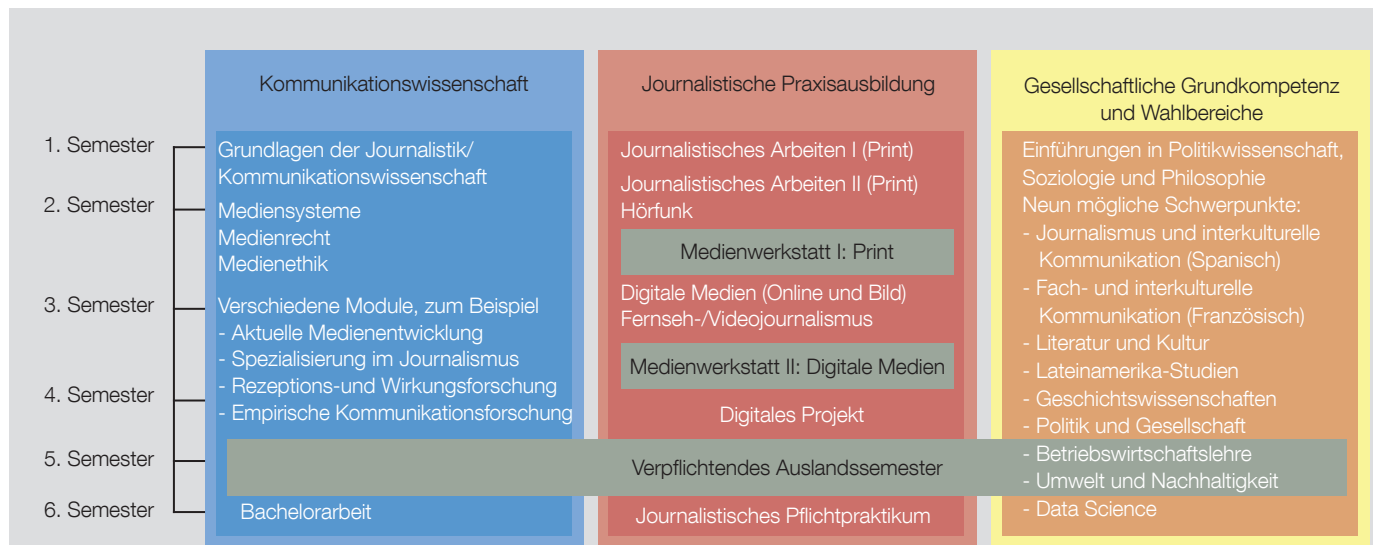 Kommunikationswissenschaft
Journalistische Praxisausbildung
Gesellschaftliche Grundkompetenz
und Wahlbereiche
1. Semester
2. Semester
3. Semester
4. Semester
5. Semester
6. Semester
Grundlagen der Journalistik/
Kommunikationswissenschaft
Mediensysteme
Medienrecht
Medienethik
Verschiedene Module, zum Beispiel
- Aktuelle Medienentwicklung
- Spezialisierung im Journalismus
- Rezeptions-und Wirkungsforschung
- Empirische Kommunikationsforschung
Bachelorarbeit
Journalistisches Arbeiten I (Print)
Journalistisches Arbeiten II (Print)
Hörfunk
Medienwerkstatt I: Print
Digitale Medien (Online und Bild)
Fernseh-/Videojournalismus
Medienwerkstatt II: Digitale Medien
Digitales Projekt
Verpflichtendes Auslandssemester
Journalistisches Pflichtpraktikum
Einführungen in Politikwissenschaft,
Soziologie und Philosophie
Neun mögliche Schwerpunkte:
- Journalismus und interkulturelle
Kommunikation (Spanisch)
- Fach- und interkulturelle
Kommunikation (Französisch)
- Literatur und Kultur
- Lateinamerika-Studien
- Geschichtswissenschaften
- Politik und Gesellschaft
- Betriebswirtschaftslehre
- Umwelt und Nachhaltigkeit
- Data Science